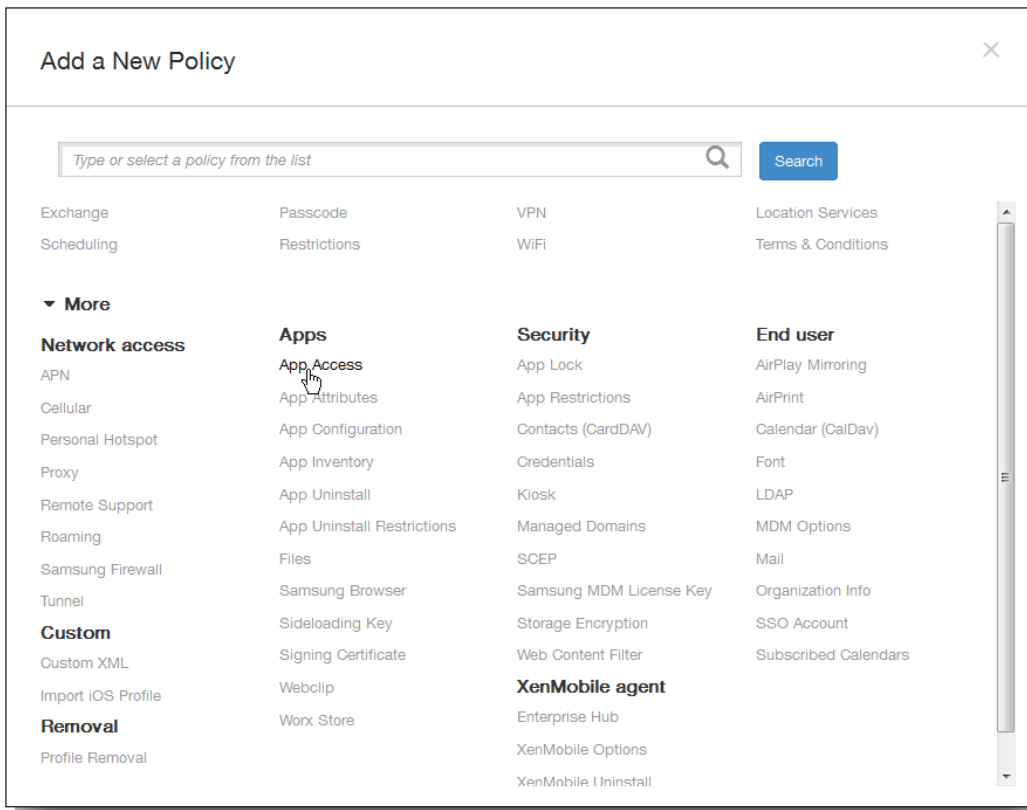 Add a New Policy
Type or select a policy from the list
Search
Exchange
Passcode
VPN
Location Services
Scheduling
Restrictions
WiFi
Terms & Conditions
More
Network access
APN
Cellular
Personal Hotspot
Proxy
Remote Support
Roaming
Samsung Firewall
Tunnel
Custom
Custom XML
Import iOS Profile
Removal
Profile Removal
Apps
App Access
App Attributes
App Configuration
App Inventory
App Uninstall
App Uninstall Restrictions
Files
Samsung Browser
Sideloading Key
Signing Certificate
Webclip
Worx Store
Security
App Lock
App Restrictions
Contacts (CardDAV)
Credentials
Kiosk
Managed Domains
SCEP
Samsung MDM License Key
Storage Encryption
Web Content Filter
XenMobile agent
Enterprise Hub
XenMobile Options
XenMobile Uninstall
End user
AirPlay Mirroring
AirPrint
Calendar (CalDav)
Font
LDAP
MDM Options
Mail
Organization Info
SSO Account
Subscribed Calendars